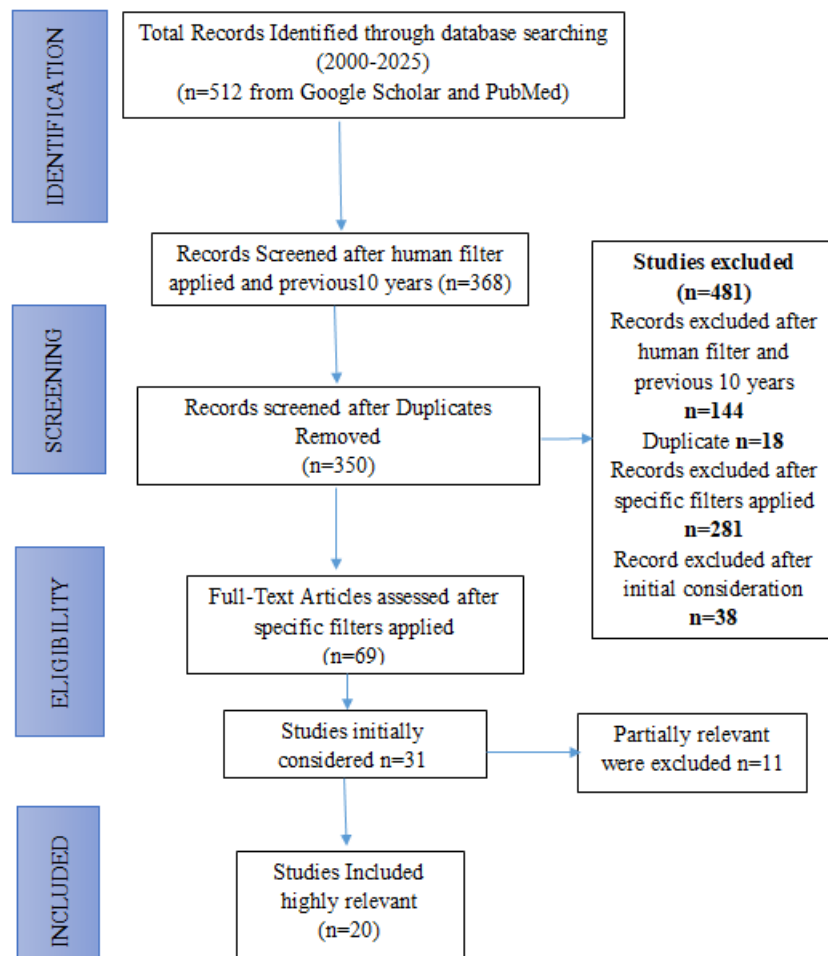 IDENTIFICATION
Total Records Identified through database searching
(2000-2025)
(n=512 from Google Scholar and PubMed)
Records Screened after human filter
applied and previous10 years (n=368)
SCREENING
Records screened after Duplicates
Removed
(n=350)
Studies excluded
(n=481)
Records excluded after
human filter and
previous 10 years
n=144
Duplicate n=18
Records excluded after
specific filters applied
n=281
Record excluded after
initial consideration
n=38
ELIGIBILITY
Full-Text Articles assessed after
specific filters applied
(n=69)
Studies initially
considered n=31
Partially relevant
were excluded n=11
INCLUDED
Studies Included
highly relevant
(n=20)